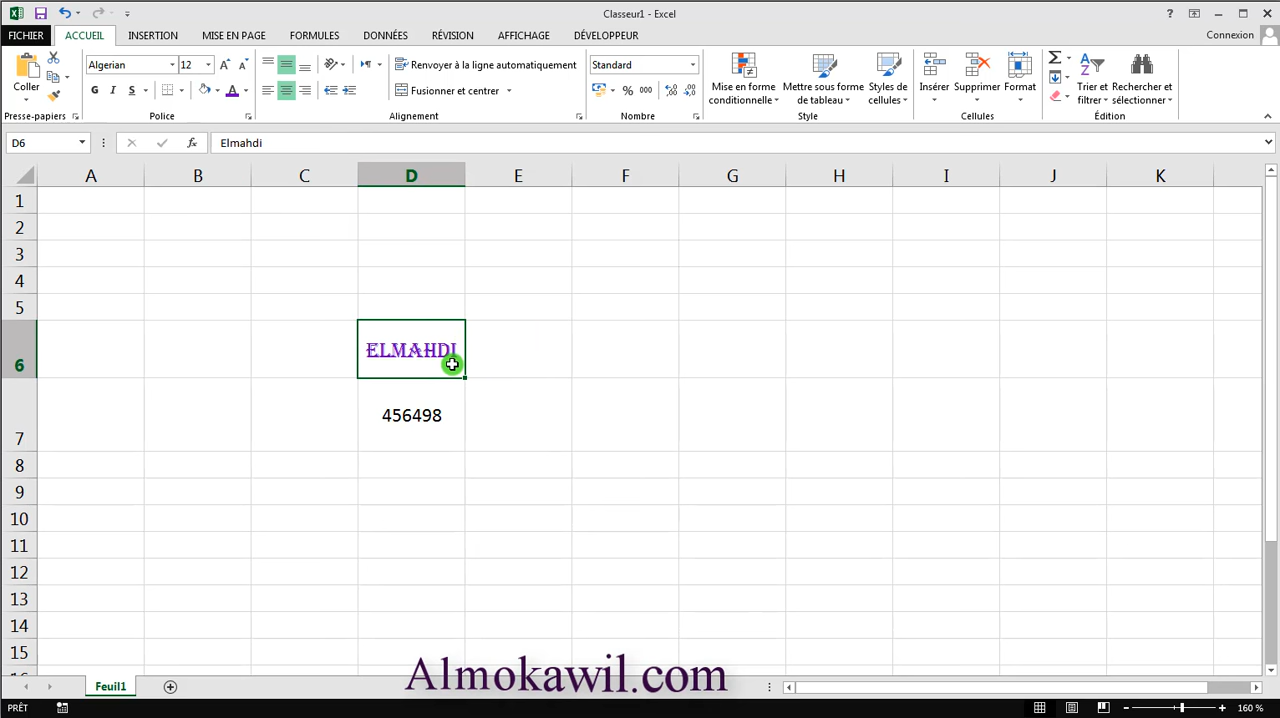 Classeur1 - Excel
FICHIER ACCUEIL INSERTION MISE EN PAGE FORMULES DONNÉES RÉVISION AFFICHAGE DÉVELOPPEUR Connexion
Coller
Presse-papiers
Algerian 12
G I S
Police
Renvoyer à la ligne automatiquement
Fusionner et centrer
Alignement
Standard
% 000
Nombre
Mise en forme conditionnelle
Mettre sous forme de tableau
Styles de cellules
Style
Insérer Supprimer Format
Cellules
Trier et filtrer
Rechercher et sélectionner
Édition
D6 fx Elmahdi
A B C D E F G H I J K
1
2
3
4
5
6 ELMAHDI
7 456498
8
9
10
11
12
13
14
15
Almokawil.com
Feuil1
PRÊT 160 %